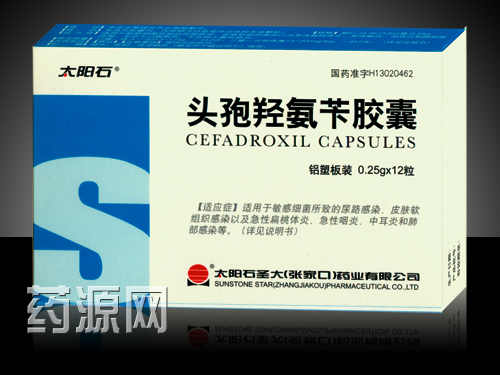 太阳石®
国药准字H13020462
头孢羟氨苄胶囊
CEFADROXIL CAPSULES
铝塑板装 0.25gx12粒
【适应症】适用于敏感细菌所致的尿路感染、皮肤软
组织感染以及急性扁桃体炎、急性咽炎、中耳炎和肺
部感染等。(详见说明书)
S
太阳石圣大(张家口)药业有限公司
SUNSTONE STAR(ZHANGJIAKOU)PHARMACEUTICAL CO.,LTD
药源网